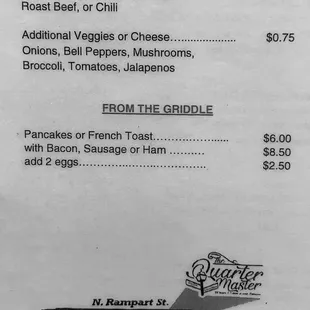 Roast Beef, or Chili
Additional Veggies or Cheese..................... $0.75
Onions, Bell Peppers, Mushrooms,
Broccoli, Tomatoes, Jalapenos
FROM THE GRIDDLE
Pancakes or French Toast....................... $6.00
with Bacon, Sausage or Ham .......... $8.50
add 2 eggs..................................... $2.50
The
Quarter
Master
N. Rampart St.